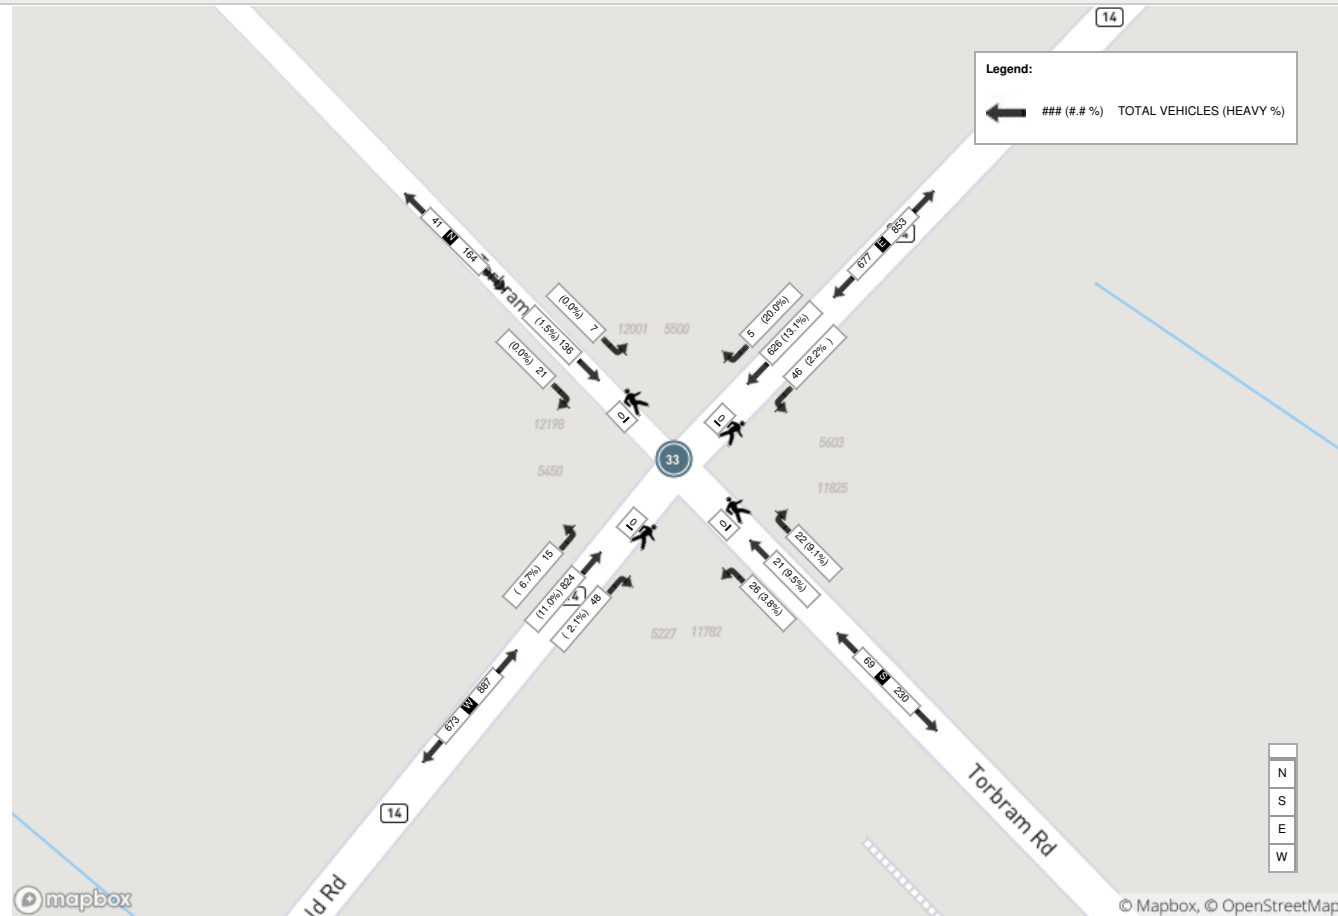 14
Legend:
### (#.# %) TOTAL VEHICLES (HEAVY %)
41 N 164
677 E 853
(0.0%) 7
(1.5%) 136
(0.0%) 21
5 (20.0%)
626 (13.1%)
46 (2.2% )
12001 5500
12198
5450
5603
11825
0
0
33
0
0
( 6.7%) 15
(11.0%) 824
( 2.1%) 48
22 (9.1%)
21 (9.5%)
26 (3.8%)
5227 11782
673 W 887
69 S 230
14
Torbram Rd
N
S
E
W
ld Rd
mapbox
© Mapbox, © OpenStreetMap